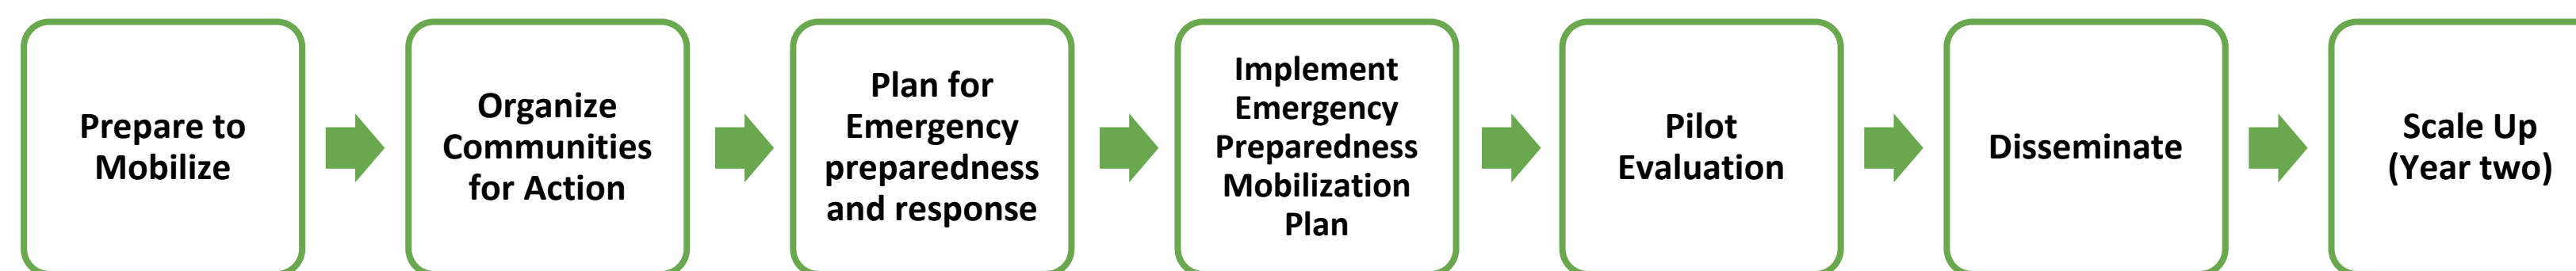 Prepare to
Mobilize
Organize
Communities
for Action
Plan for
Emergency
preparedness
and response
Implement
Emergency
Preparedness
Mobilization
Plan
Pilot
Evaluation
Disseminate
Scale Up
(Year two)